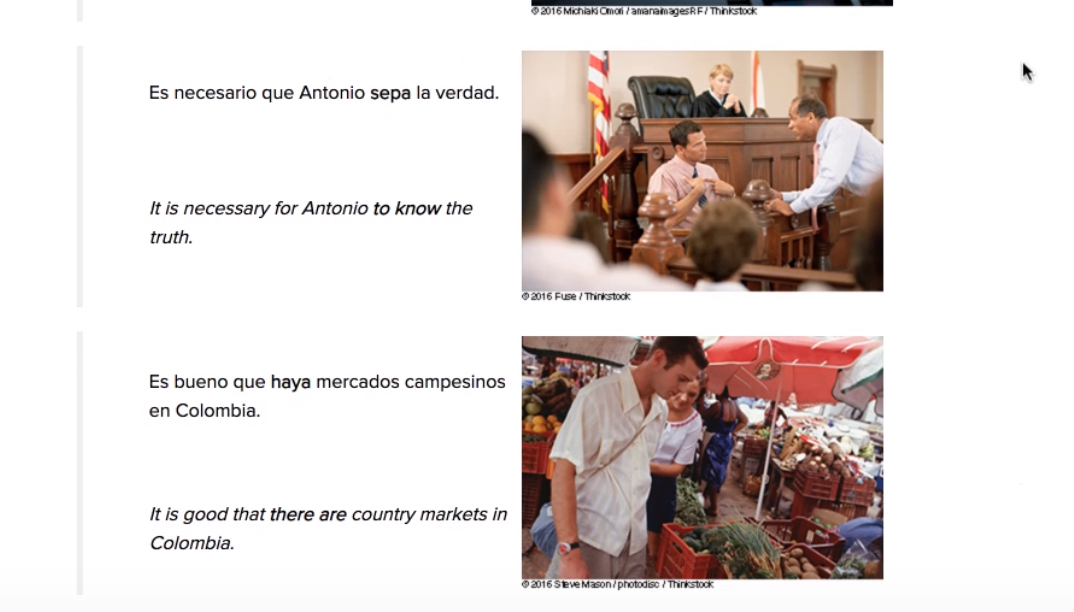 © 2016 Michiaki Omori / amanaimagesRF / Thinkstock
Es necesario que Antonio sepa la verdad.
It is necessary for Antonio to know the
truth.
© 2016 Fuse / Thinkstock
Es bueno que haya mercados campesinos
en Colombia.
It is good that there are country markets in
Colombia.
© 2016 Steve Mason / photodisc / Thinkstock